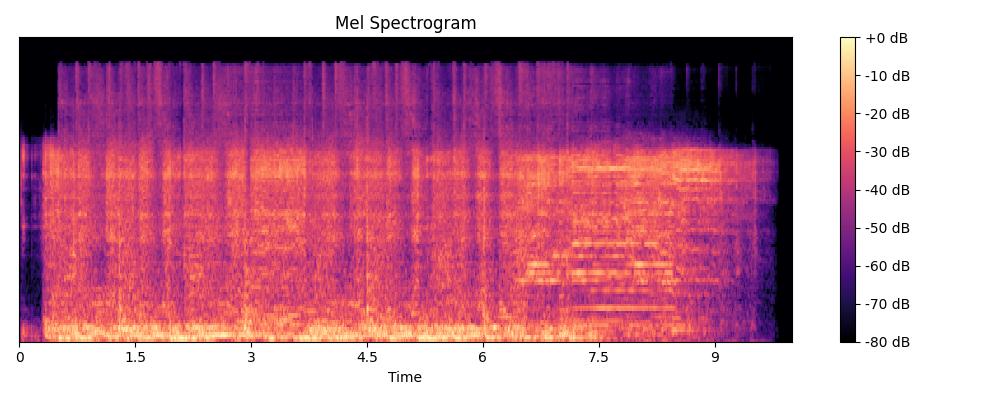 Mel Spectrogram
+0 dB
-10 dB
-20 dB
-30 dB
-40 dB
-50 dB
-60 dB
-70 dB
-80 dB
0 1.5 3 4.5 6 7.5 9
Time